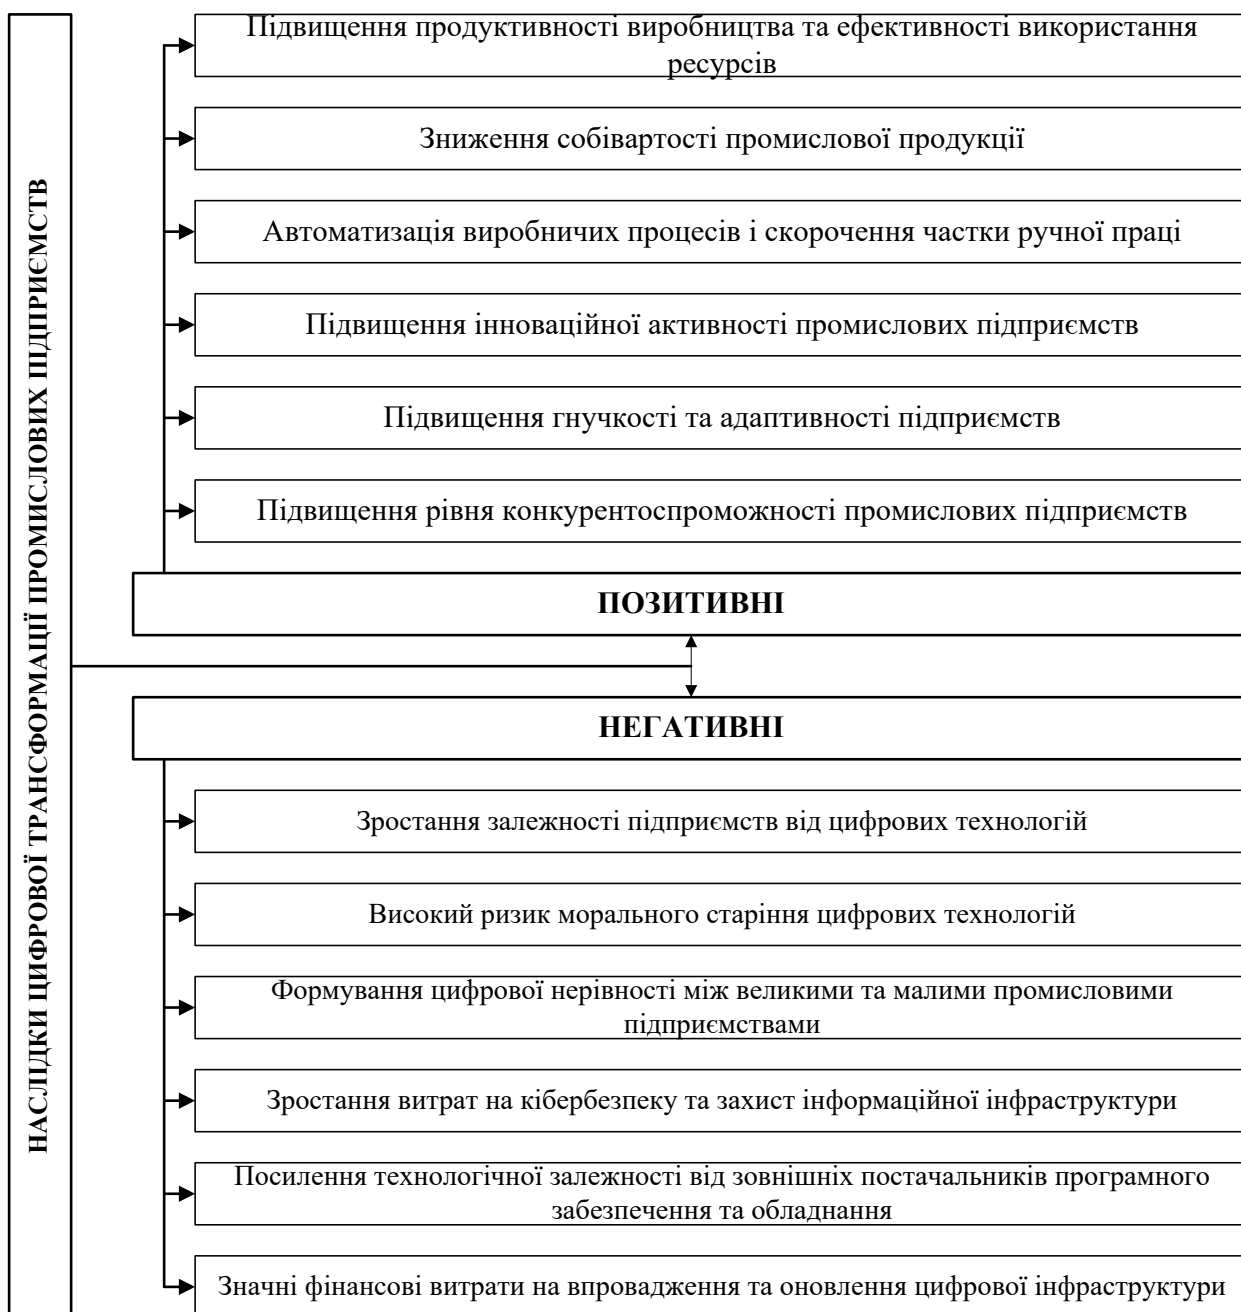 НАСЛІДКИ ЦИФРОВОЇ ТРАНСФОРМАЦІЇ ПРОМИСЛОВИХ ПІДПРИЄМСТВ
Підвищення продуктивності виробництва та ефективності використання
ресурсів
Зниження собівартості промислової продукції
Автоматизація виробничих процесів і скорочення частки ручної праці
Підвищення інноваційної активності промислових підприємств
Підвищення гнучкості та адаптивності підприємств
Підвищення рівня конкурентоспроможності промислових підприємств
ПОЗИТИВНІ
НЕГАТИВНІ
Зростання залежності підприємств від цифрових технологій
Високий ризик морального старіння цифрових технологій
Формування цифрової нерівності між великими та малими промисловими
підприємствами
Зростання витрат на кібербезпеку та захист інформаційної інфраструктури
Посилення технологічної залежності від зовнішніх постачальників програмного
забезпечення та обладнання
Значні фінансові витрати на впровадження та оновлення цифрової інфраструктури